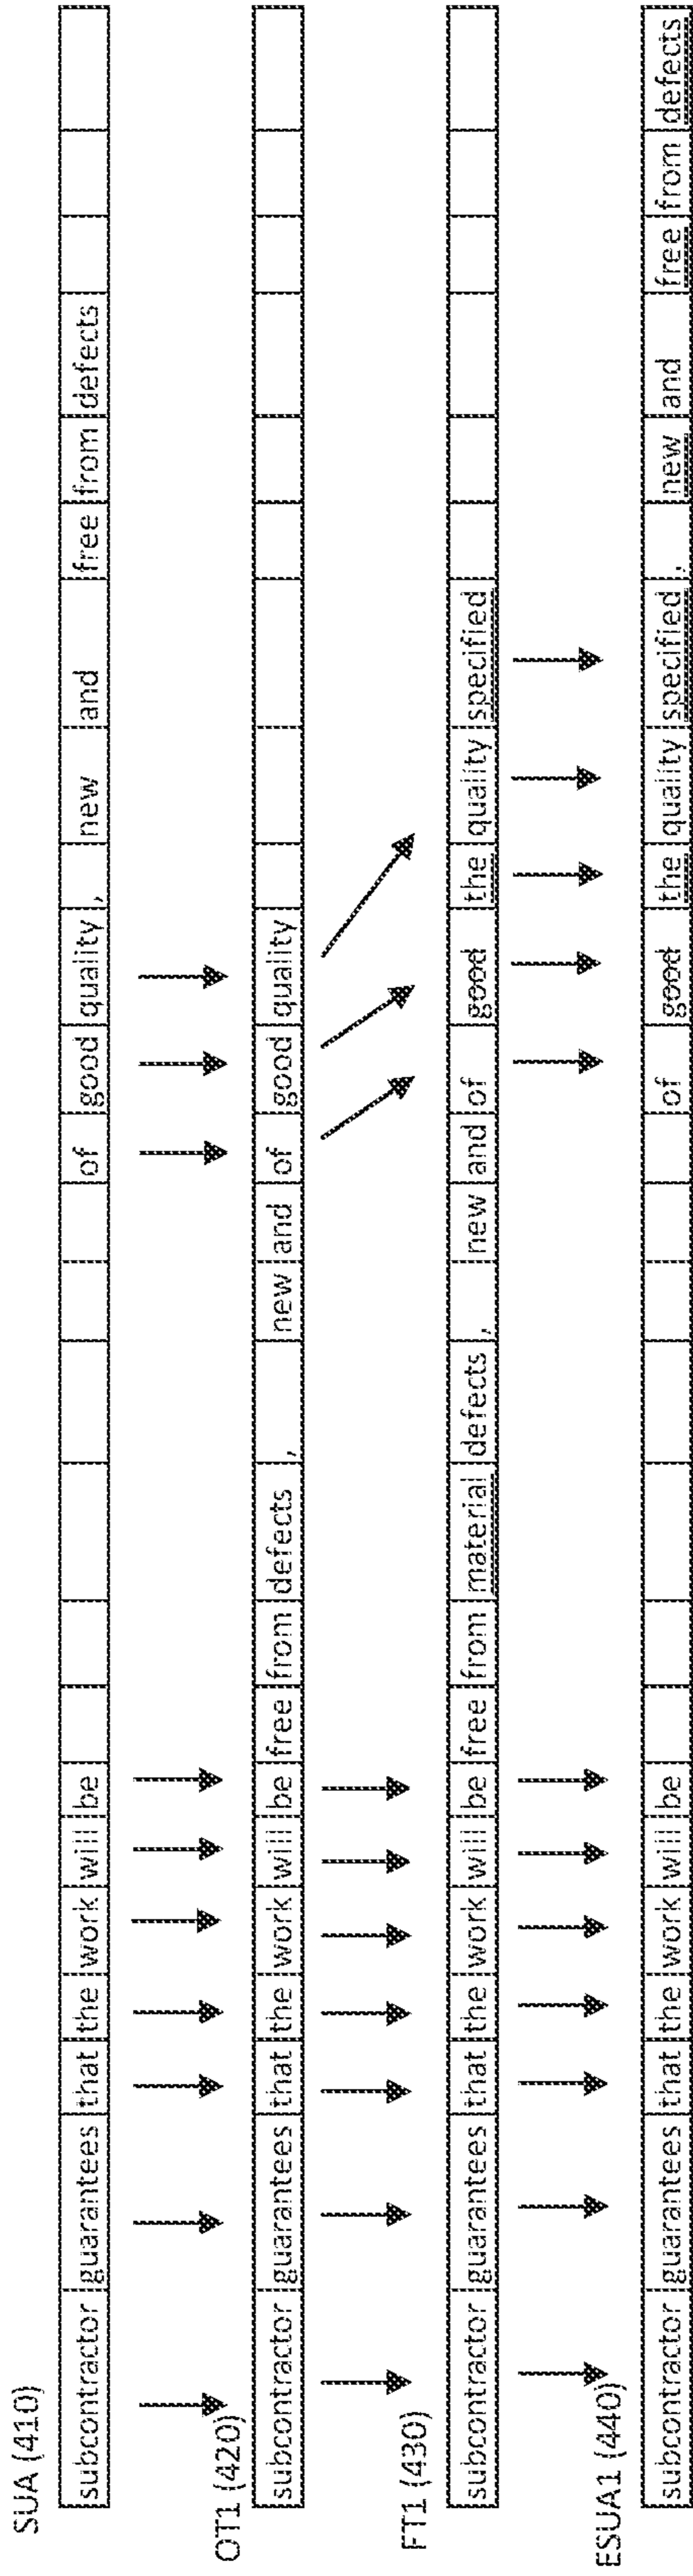 SUA (410)
subcontractor guarantees that the work will be of good quality , new and free from defects
OT1 (420)
subcontractor guarantees that the work will be free from defects , new and of good quality
FT1 (430)
subcontractor guarantees that the work will be free from material defects , new and of good the quality specified
ESUA1 (440)
subcontractor guarantees that the work will be of good the quality specified , new and free from defects